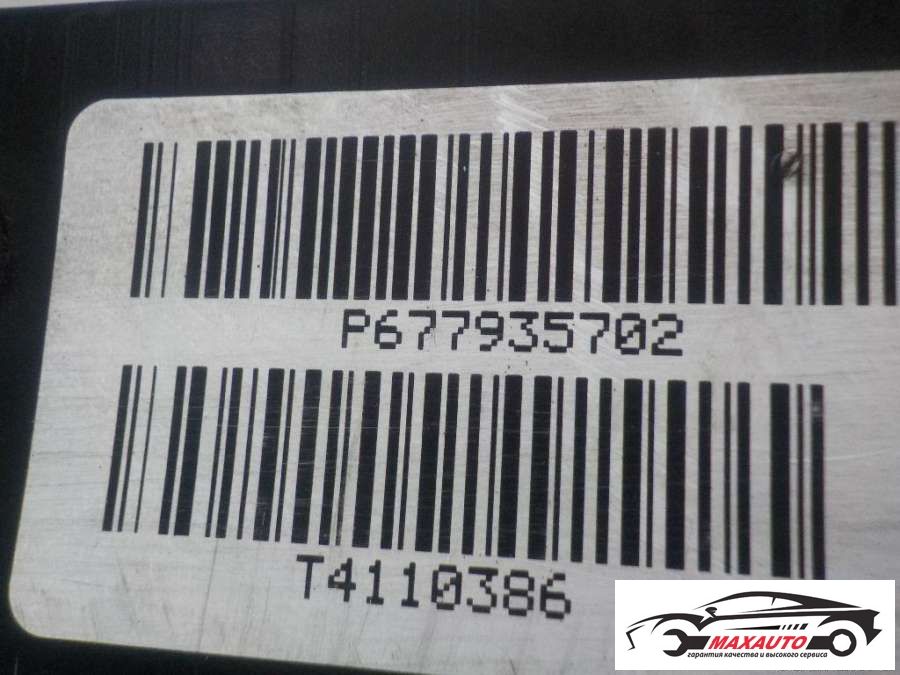 P677935702
T4110386
MAXAUTO
гарантия качества и высокого сервиса